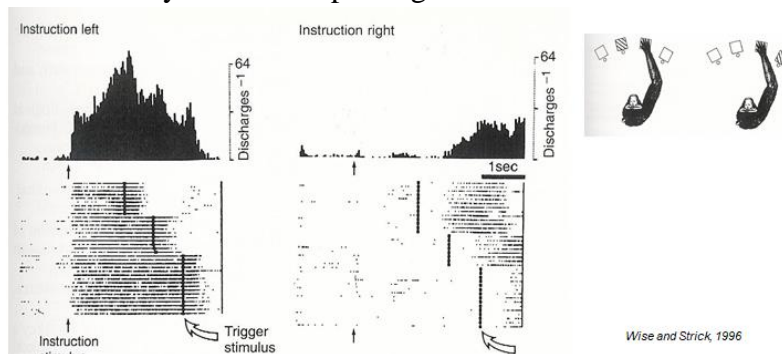 Instruction left
64
Discharges –1
Instruction right
64
Discharges –1
1sec
Instruction
Trigger
stimulus
Wise and Strick, 1996